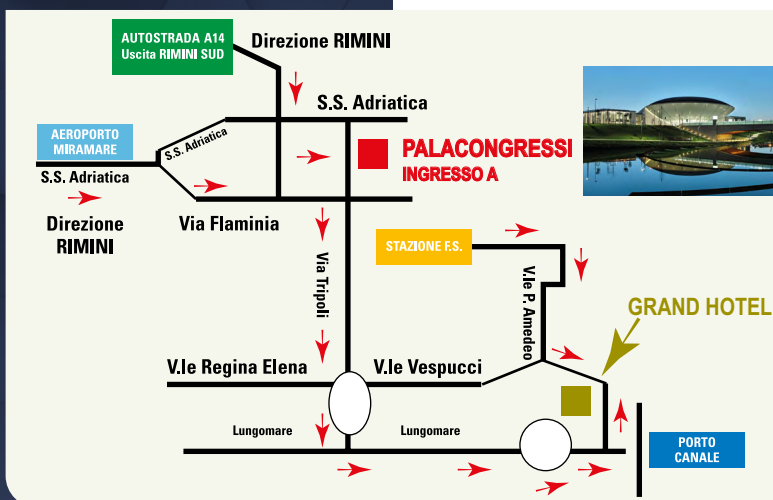 AUTOSTRADA A14
Uscita RIMINI SUD
Direzione RIMINI
S.S. Adriatica
AEROPORTO
MIRAMARE
S.S. Adriatica
S.S. Adriatica
PALACONGRESSI
INGRESSO A
Direzione
RIMINI
Via Flaminia
STAZIONE F.S.
Via Tripoli
V.le P. Amedeo
GRAND HOTEL
V.le Regina Elena
V.le Vespucci
Lungomare
Lungomare
PORTO
CANALE